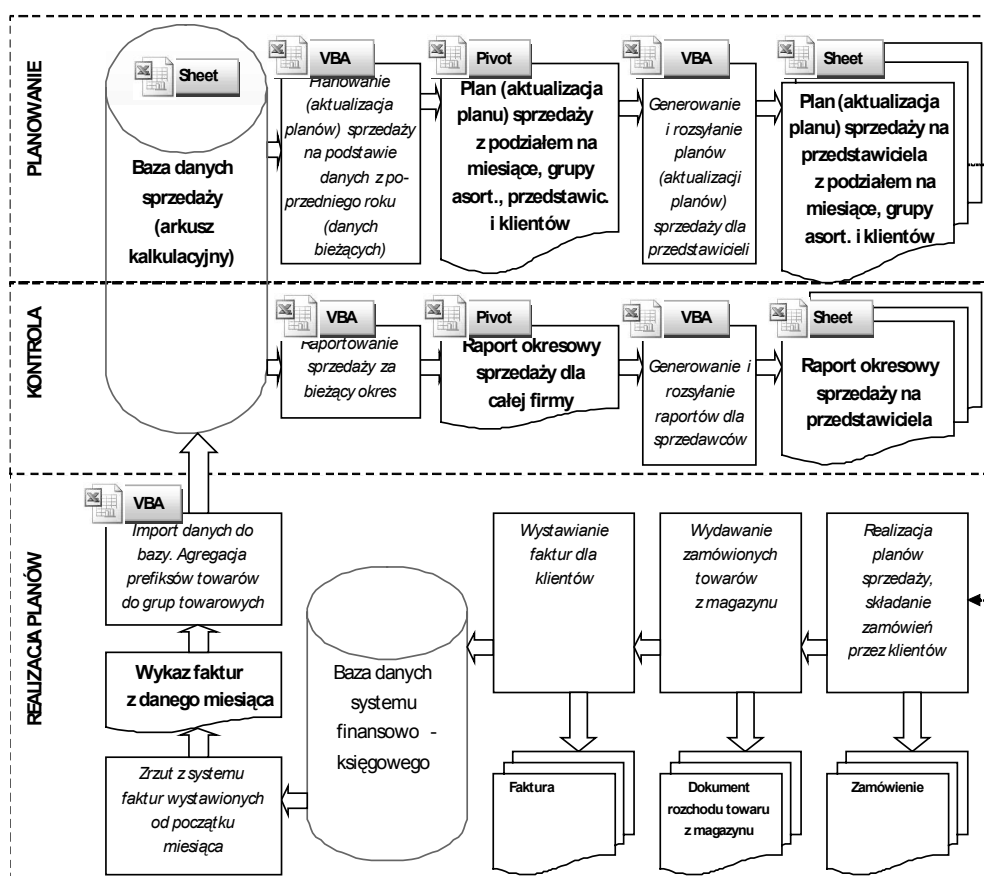 PLANOWANIE
Sheet
Baza danych
sprzedaży
(arkusz
kalkulacyjny)
VBA
Planowanie
(aktualizacja
planów) sprzedaży
na podstawie
danych z po-
przedniego roku
(danych
bieżących)
Pivot
Plan (aktualizacja
planu) sprzedaży
z podziałem na
miesiące, grupy
asort., przedstawic.
i klientów
VBA
Generowanie
i rozsyłanie
planów
(aktualizacji
planów)
sprzedaży dla
przedstawicieli
Sheet
Plan (aktualizacja
planu) sprzedaży na
przedstawiciela
z podziałem na
miesiące, grupy
asort. i klientów
KONTROLA
VBA
Raportowanie
sprzedaży za
bieżący okres
Pivot
Raport okresowy
sprzedaży dla
całej firmy
VBA
Generowanie i
rozsyłanie
raportów dla
sprzedawców
Sheet
Raport okresowy
sprzedaży na
przedstawiciela
REALIZACJA PLANÓW
VBA
Import danych do
bazy. Agregacja
prefiksów towarów
do grup towarowych
Wykaz faktur
z danego miesiąca
Zrzut z systemu
faktur wystawionych
od początku
miesiąca
Baza danych
systemu
finansowo -
księgowego
Wystawianie
faktur dla
klientów
Wydawanie
zamówionych
towarów
z magazynu
Realizacja
planów
sprzedaży,
składanie
zamówień
przez klientów
Faktura
Dokument
rozchodu towaru
z magazynu
Zamówienie